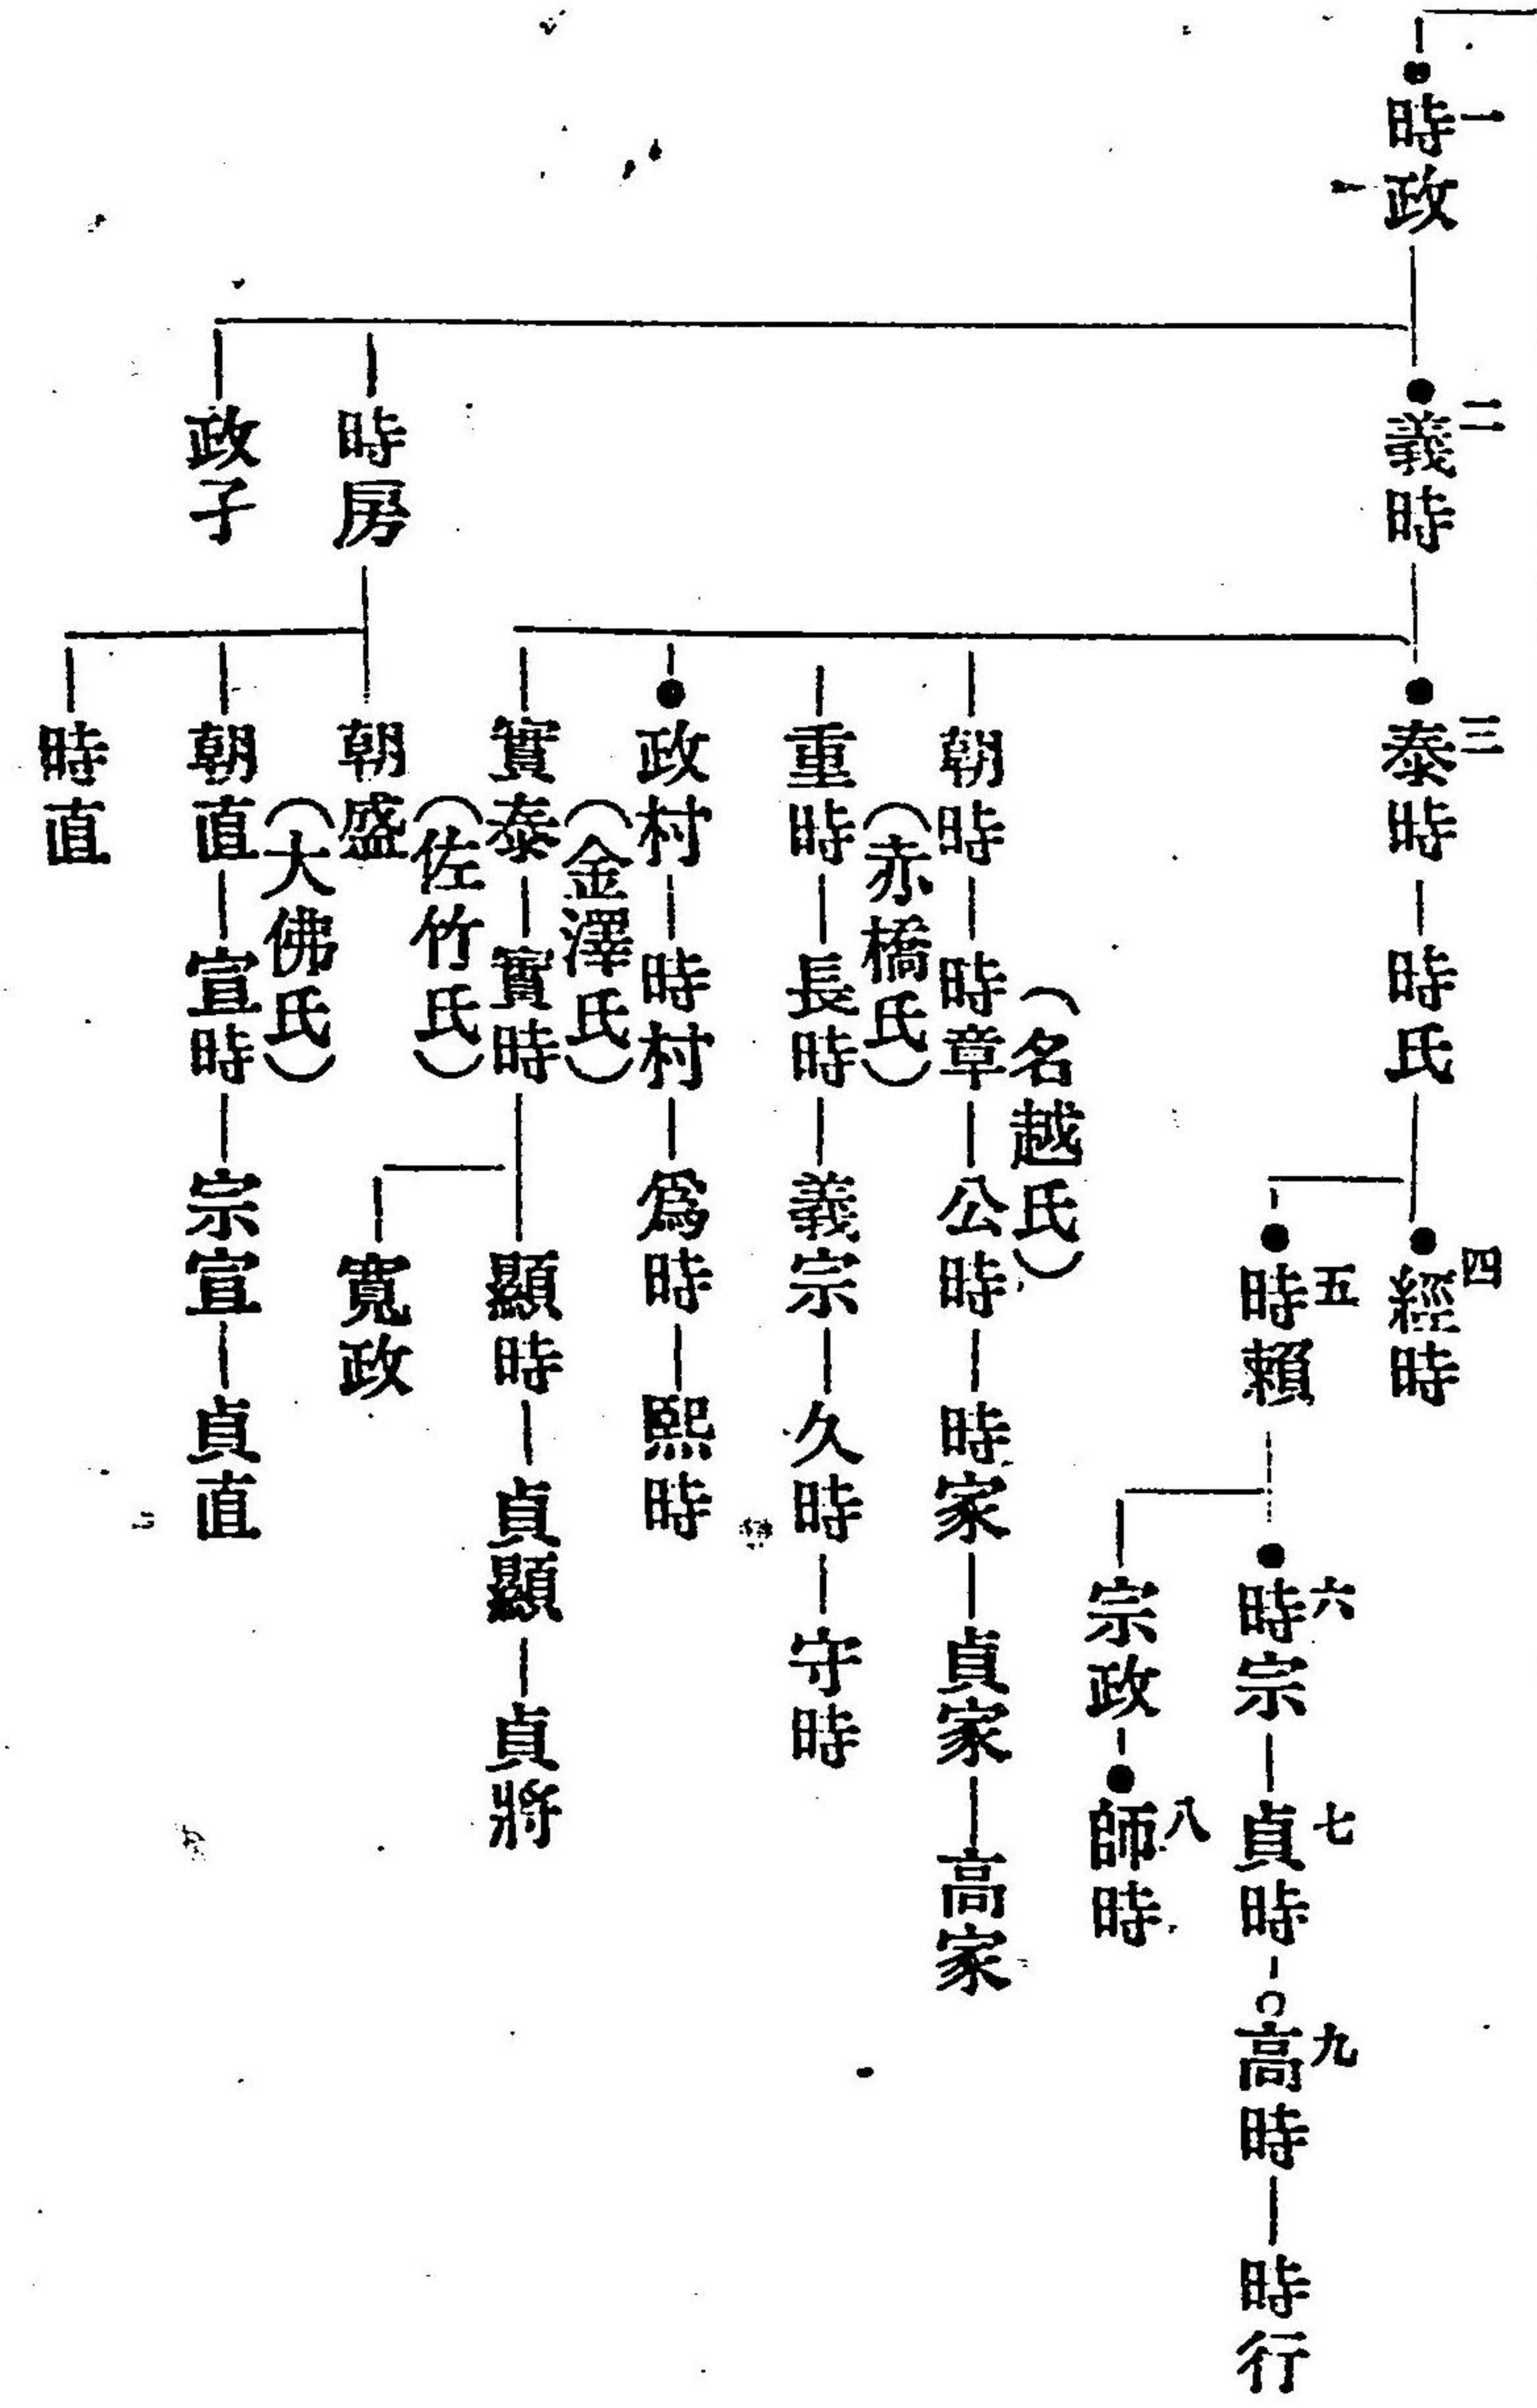 一
時政
二
義時
三
泰時
時氏
四
經時
五
時賴
六
時宗
七
貞時
九
高時
時行
宗政
八
師時
(名越氏)
朝時
時章
公時
時家
貞家
高家
(赤橋氏)
重時
長時
義宗
久時
守時
政村
時村
爲時
熙時
(金澤氏)
實泰
實時
顯時
貞顯
貞將
寬政
時房
(佐竹氏)
朝盛
(大佛氏)
朝直
宣時
宗宣
貞直
時直
政子